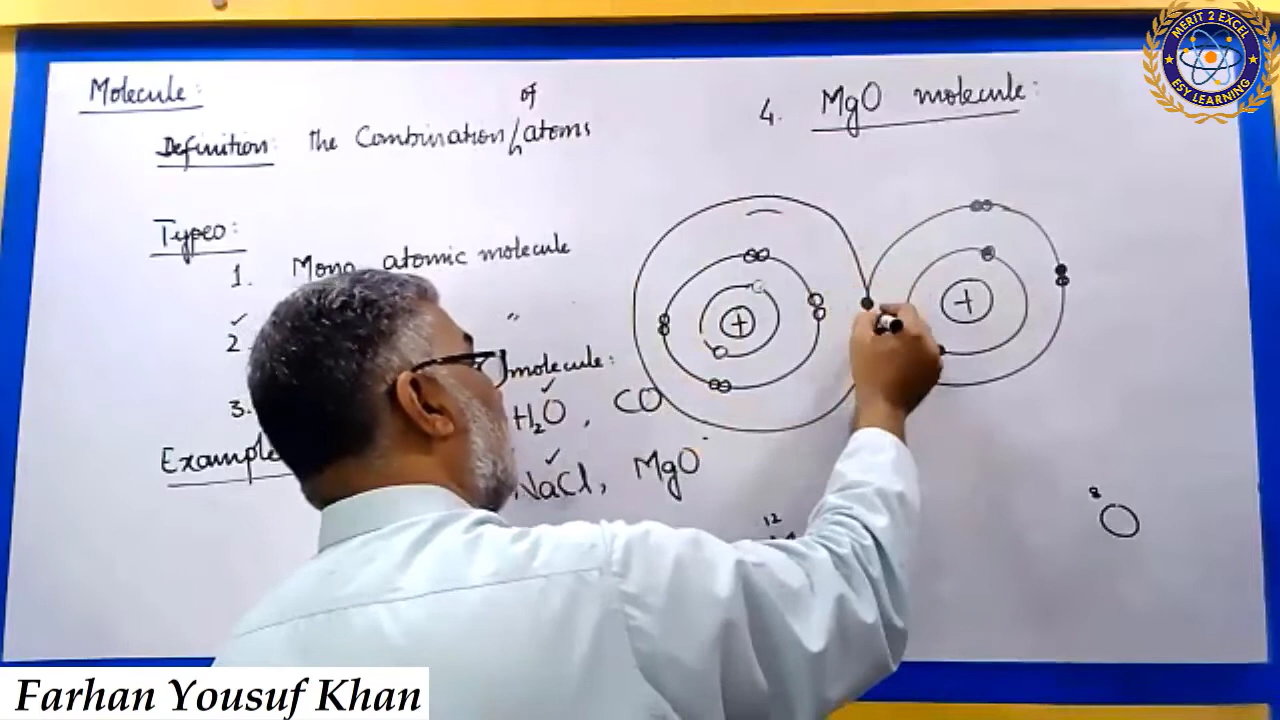 MERIT 2 EXCEL
ESY LEARNING
Molecule:
of
Definition: The Combination atoms
Types:
1. Mono atomic molecule
✓
2 〃
3. molecule:
Example
H₂O ✓, CO
NaCl ✓, MgO
4. MgO molecule:
+
+
12
8
O
Farhan Yousuf Khan